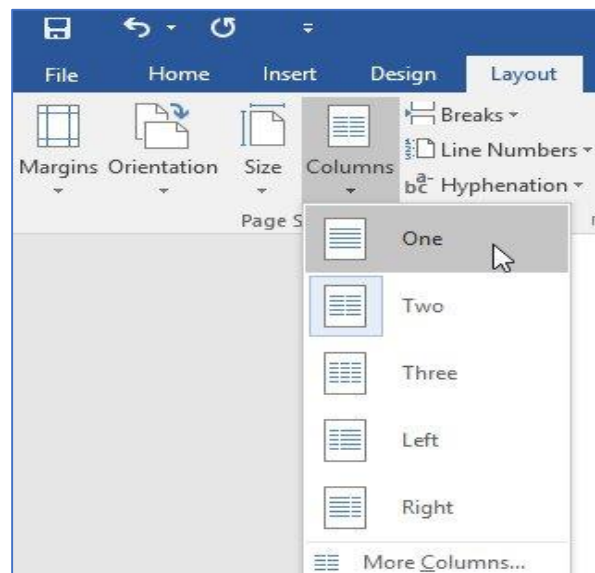 File Home Insert Design Layout
Margins Orientation Size Columns
Breaks
Line Numbers
Hyphenation
Page S
One
Two
Three
Left
Right
More Columns...